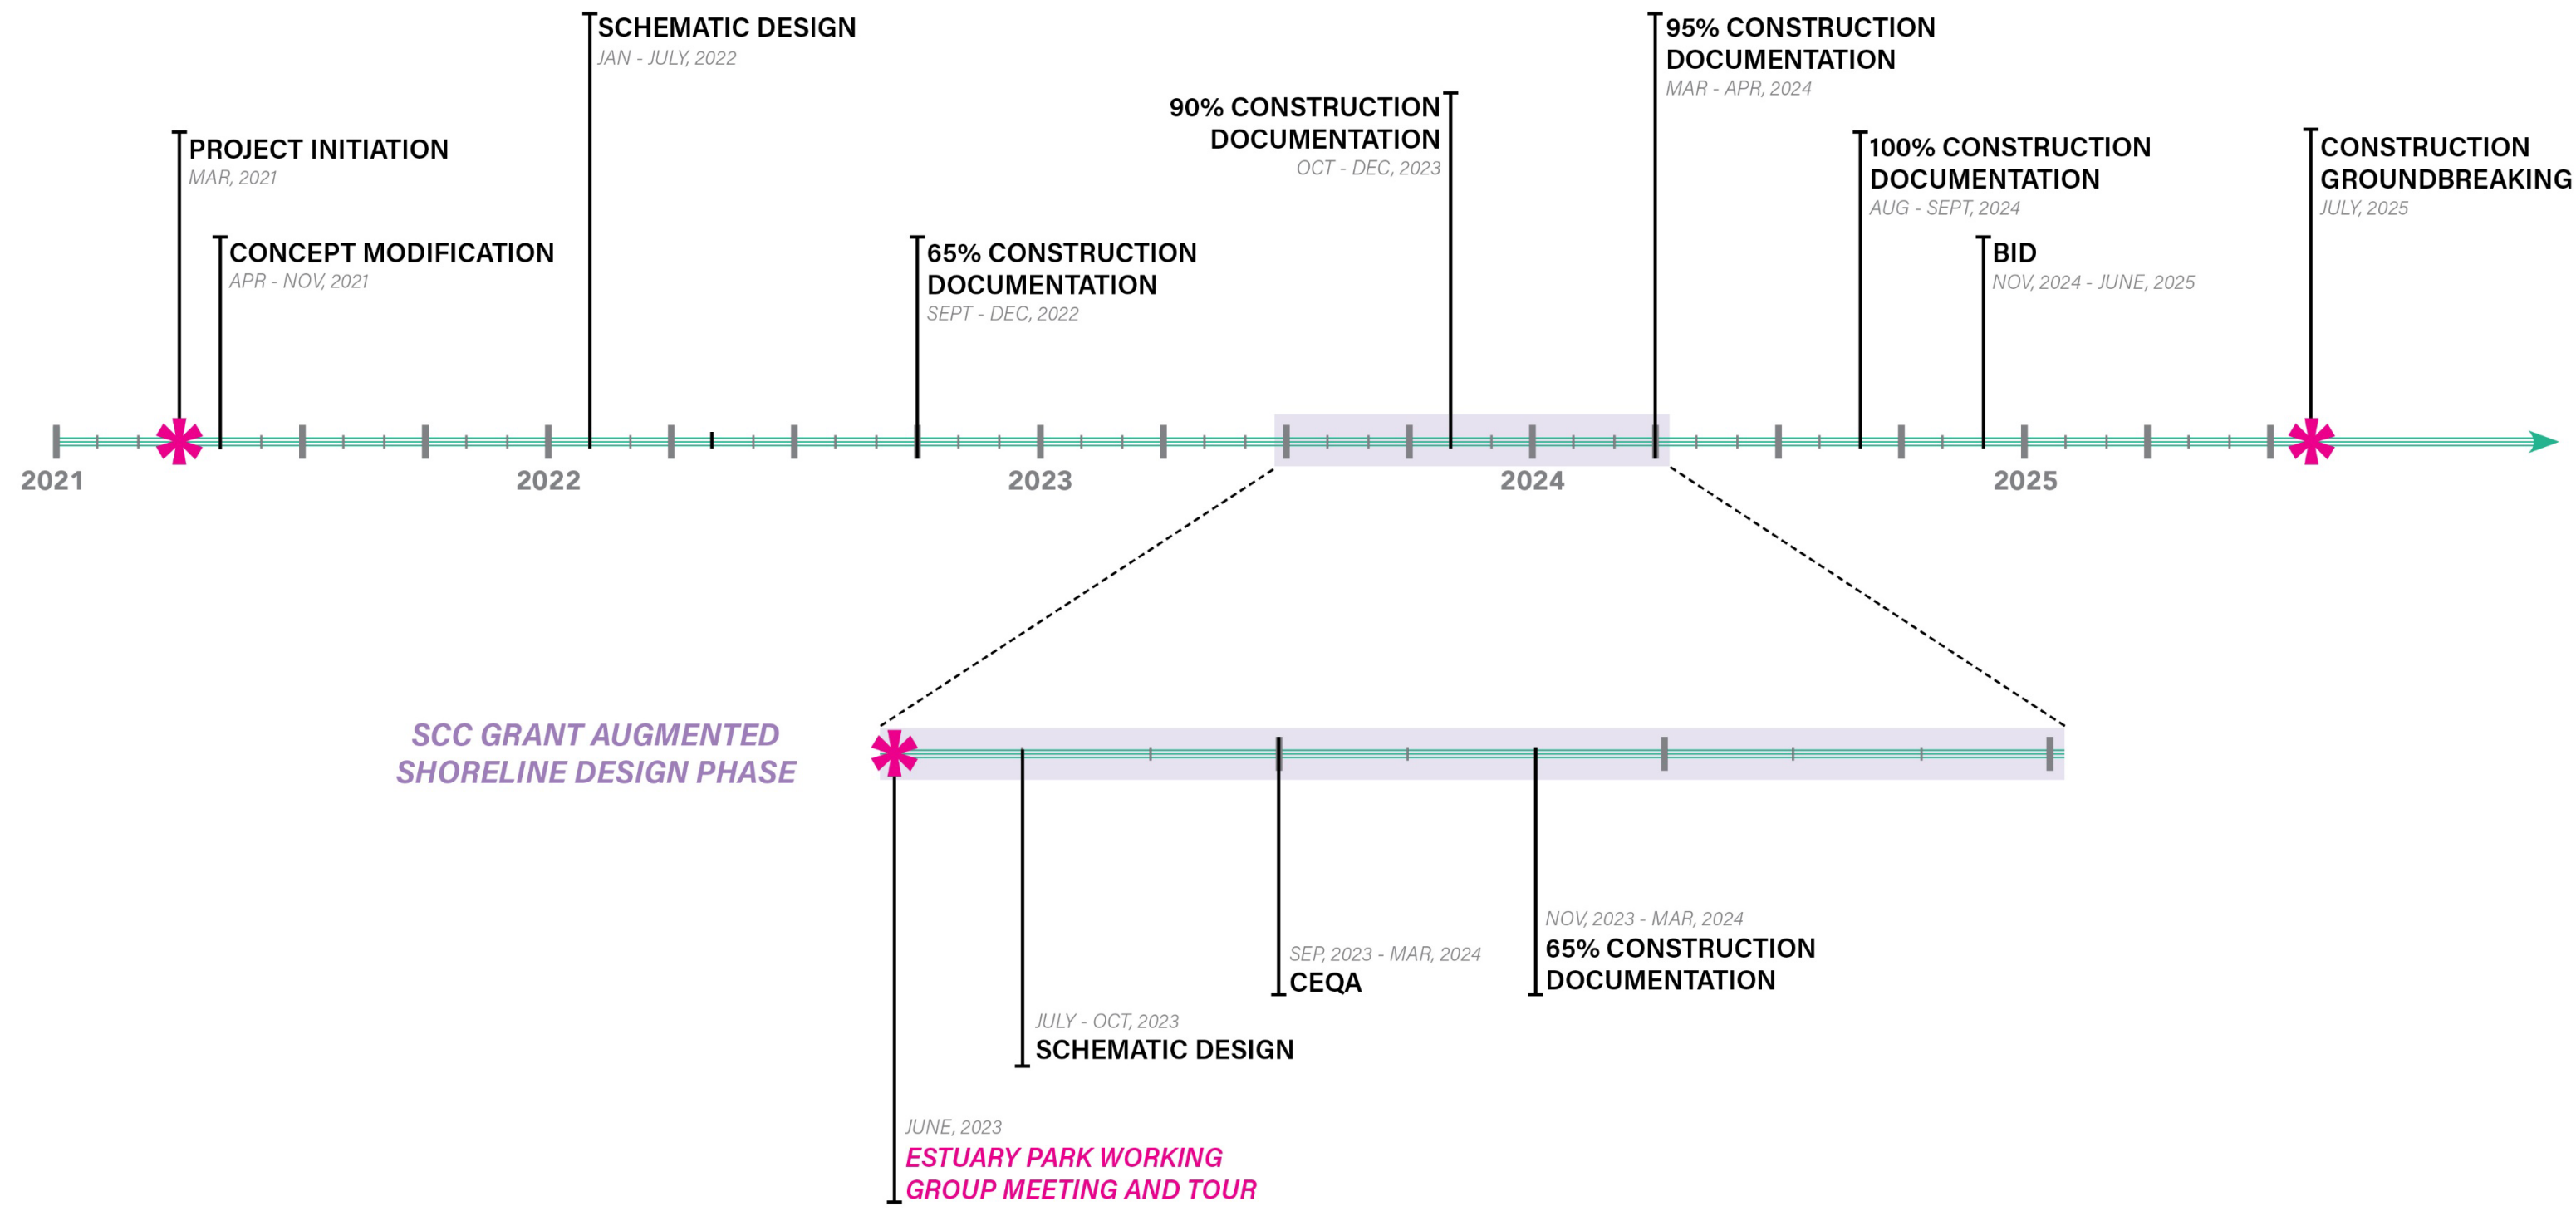 SCHEMATIC DESIGN
JAN - JULY, 2022
95% CONSTRUCTION
DOCUMENTATION
MAR - APR, 2024
90% CONSTRUCTION
DOCUMENTATION
OCT - DEC, 2023
PROJECT INITIATION
MAR, 2021
100% CONSTRUCTION
DOCUMENTATION
AUG - SEPT, 2024
CONSTRUCTION
GROUNDBREAKING
JULY, 2025
CONCEPT MODIFICATION
APR - NOV, 2021
65% CONSTRUCTION
DOCUMENTATION
SEPT - DEC, 2022
BID
NOV, 2024 - JUNE, 2025
2021
2022
2023
2024
2025
SCC GRANT AUGMENTED
SHORELINE DESIGN PHASE
NOV, 2023 - MAR, 2024
65% CONSTRUCTION
DOCUMENTATION
SEP, 2023 - MAR, 2024
CEQA
JULY - OCT, 2023
SCHEMATIC DESIGN
JUNE, 2023
ESTUARY PARK WORKING
GROUP MEETING AND TOUR